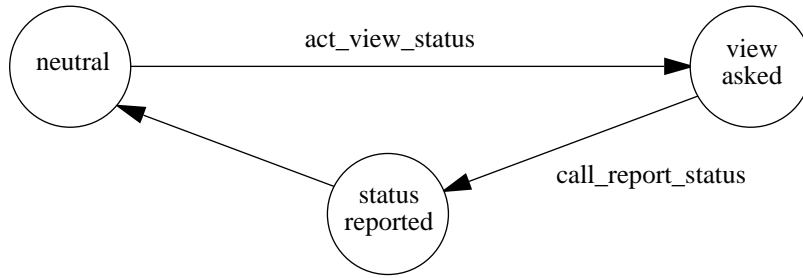 act_view_status
neutral
view
asked
call_report_status
status
reported